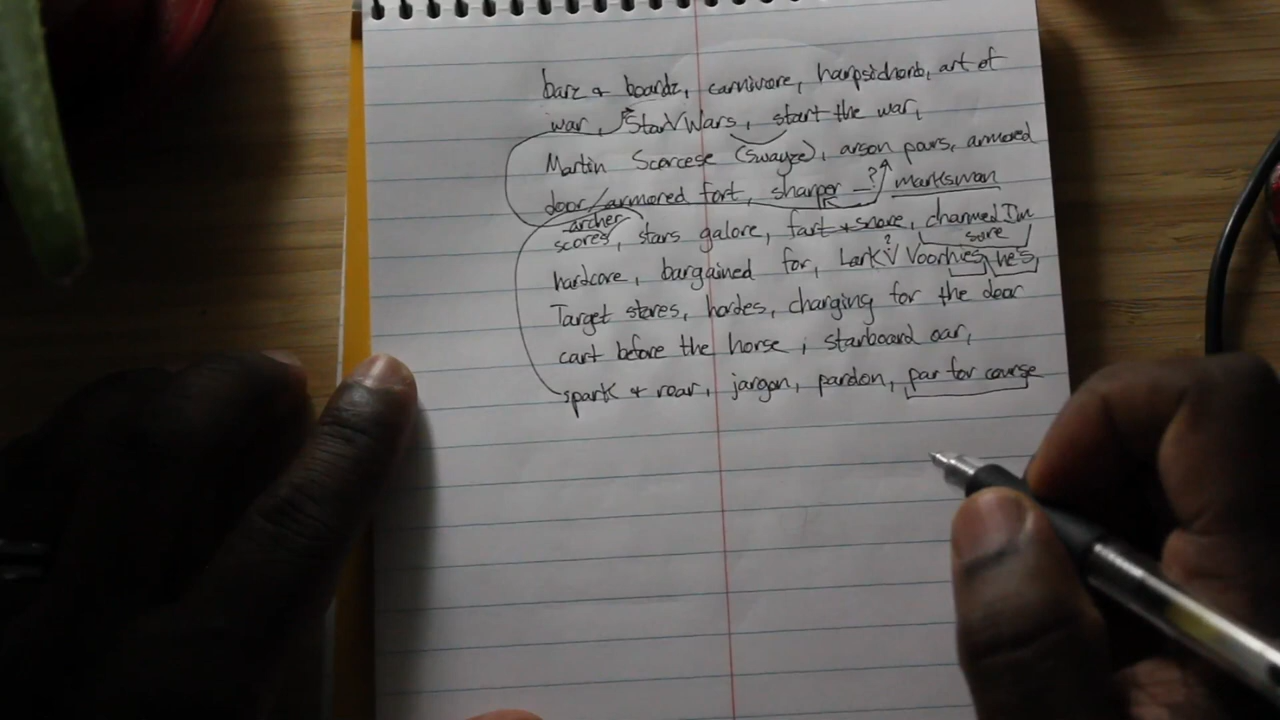 barz & boardz, carnivore, harpsichord, art of
war, Star Wars, start the war,
Martin Scorcese (Swayze), arson pours, armored
door/armored fort, sharper —? marksman
archer
scores, stars galore, fart & snore, charmed I'm
sore
hardcore, bargained for, Lark? Voorhies, he's,
Target stores, hordes, charging for the door
cart before the horse, starboard oar,
spark & roar, jargon, pardon, par for course